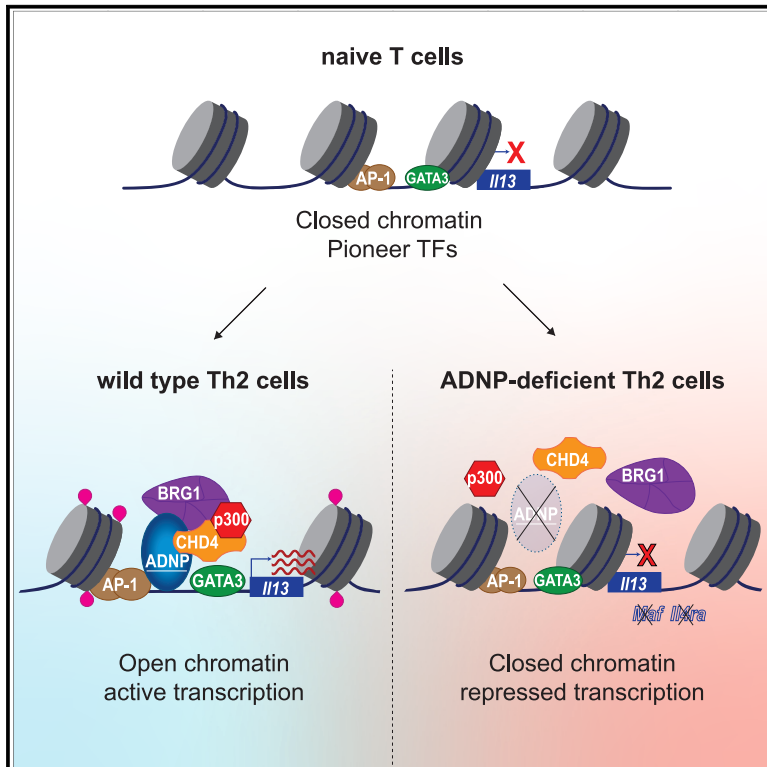 naive T cells
X
AP-1
GATA3
Il13
Closed chromatin
Pioneer TFs
wild type Th2 cells
BRG1
p300
CHD4
ADNP
AP-1
GATA3
Il13
Open chromatin
active transcription
ADNP-deficient Th2 cells
CHD4
p300
BRG1
ADNP
X
AP-1
GATA3
Il13
Maf Il4ra
Closed chromatin
repressed transcription